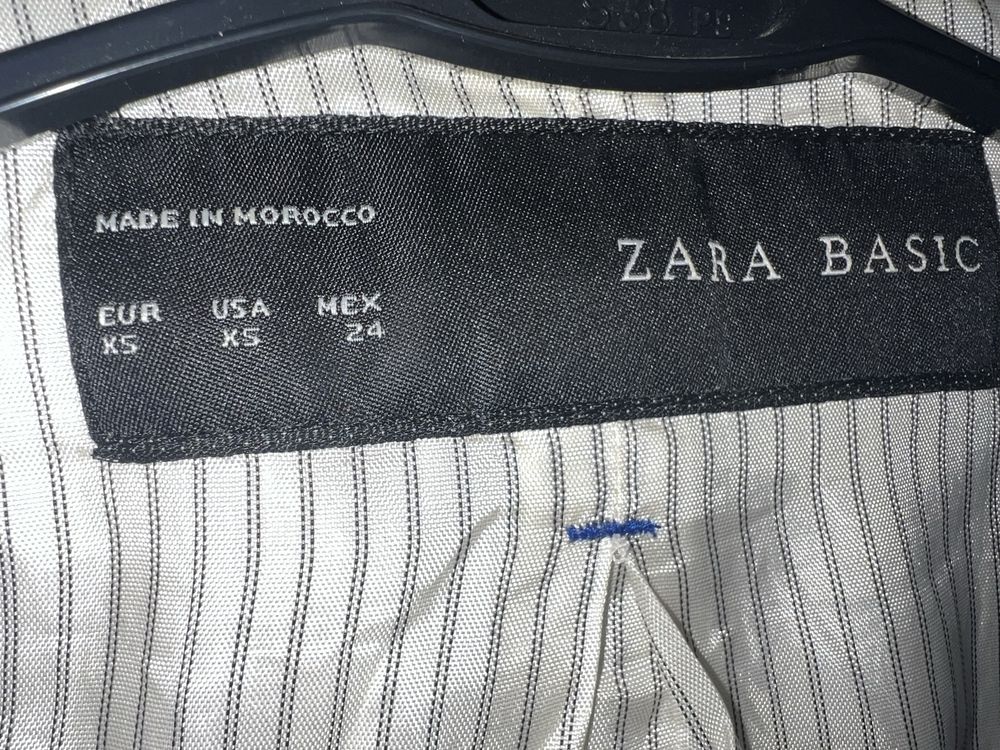 MADE IN MOROCCO
ZARA BASIC
EUR USA MEX
XS XS 24